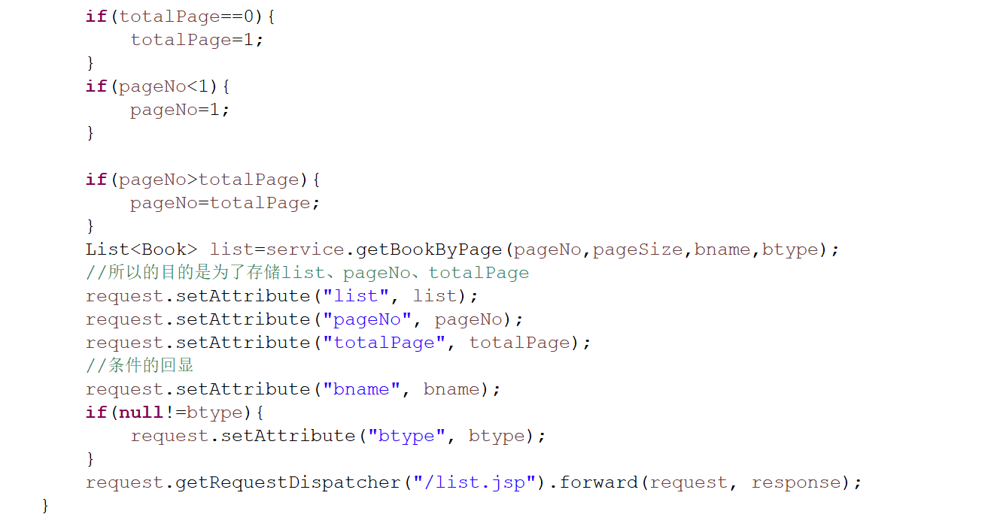 if(totalPage==0){
totalPage=1;
}
if(pageNo<1){
pageNo=1;
}
if(pageNo>totalPage){
pageNo=totalPage;
}
List<Book> list=service.getBookByPage(pageNo,pageSize,bname,btype);
//所以的目的是为了存储list、pageNo、totalPage
request.setAttribute("list", list);
request.setAttribute("pageNo", pageNo);
request.setAttribute("totalPage", totalPage);
//条件的回显
request.setAttribute("bname", bname);
if(null!=btype){
request.setAttribute("btype", btype);
}
request.getRequestDispatcher("/list.jsp").forward(request, response);
}